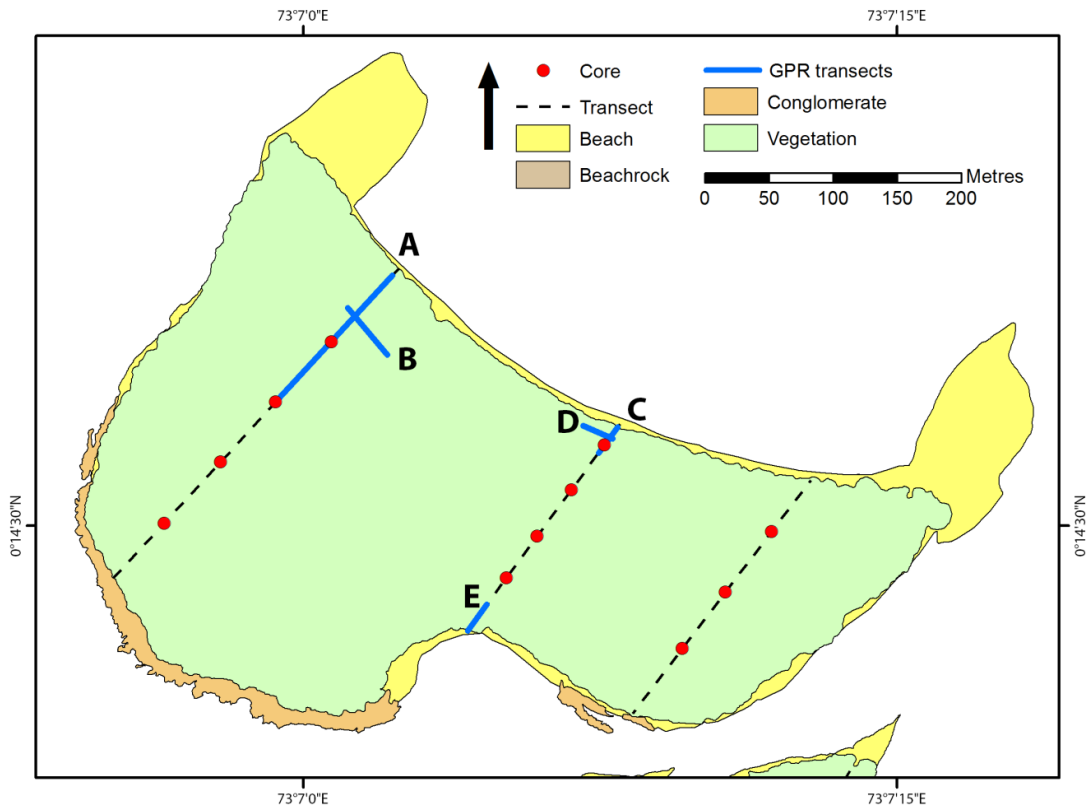 73°7'0"E
73°7'15"E
Core
Transect
Beach
Beachrock
GPR transects
Conglomerate
Vegetation
Metres
0 50 100 150 200
A
B
C
D
E
0°14'30"N
0°14'30"N
73°7'0"E
73°7'15"E